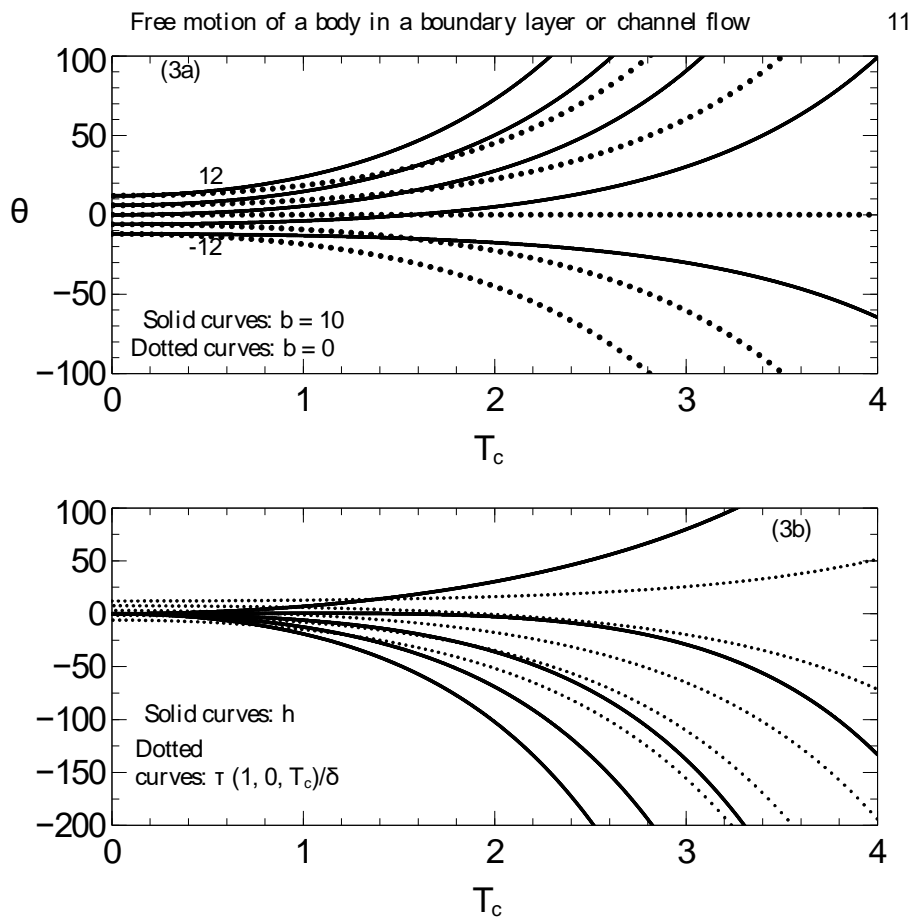 Free motion of a body in a boundary layer or channel flow 11
(3a)
100
50
12
θ
0
-12
−50
Solid curves: b = 10
Dotted curves: b = 0
−100
0 1 2 3 4
T_c
100
(3b)
50
0
−50
−100
Solid curves: h
Dotted
−150
curves: τ (1, 0, T_c)/δ
−200
0 1 2 3 4
T_c